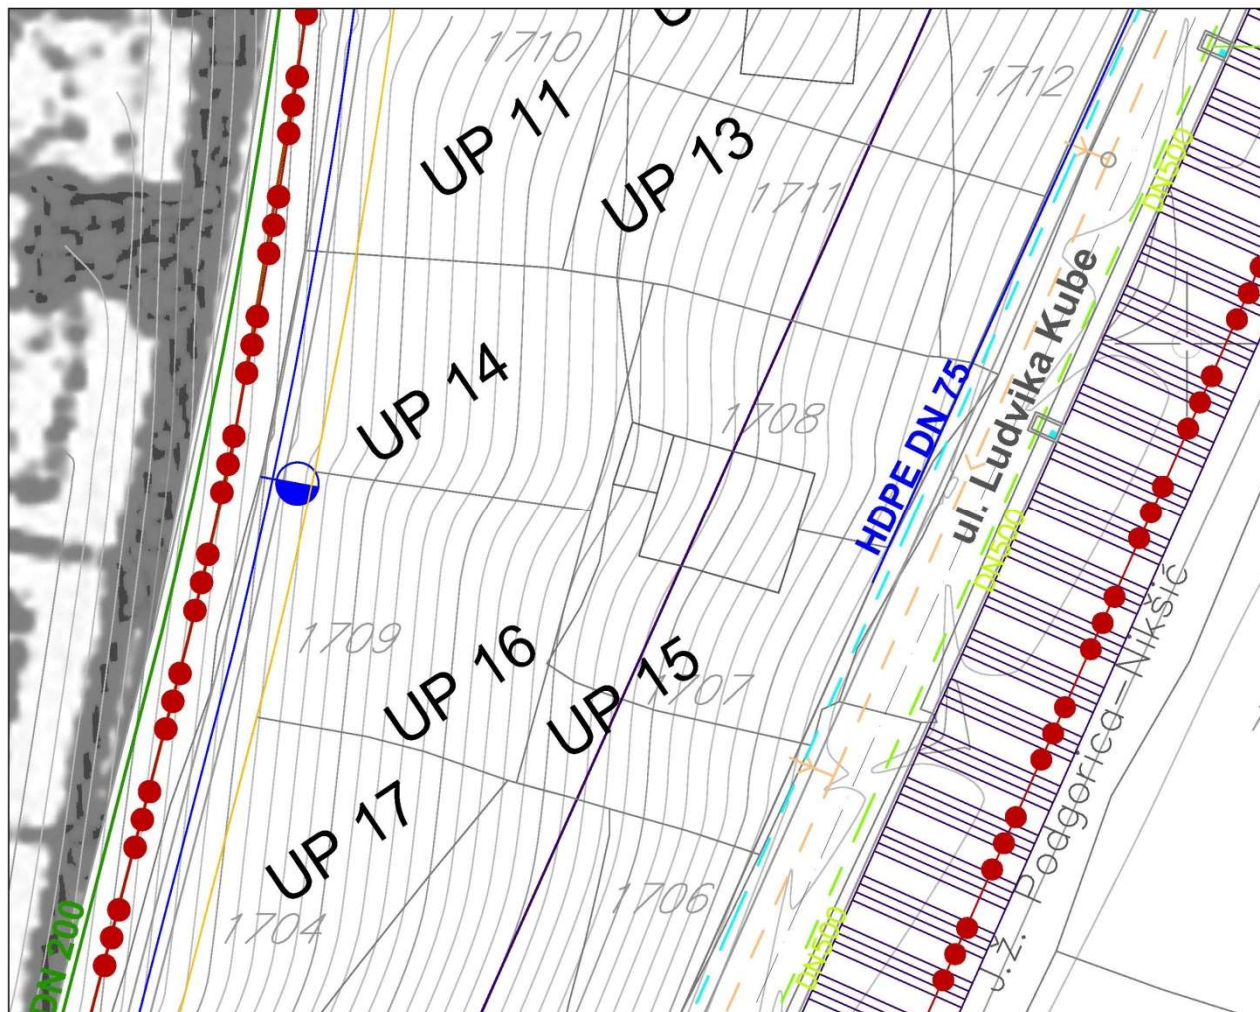 1710
1712
UP 11
UP 13
DN500
1711
ul. Ludvika Kube
UP 14
1708
HDPE DN 75
DN500
1709
UP 16
UP 15
1707
J.Ž. Podgorica-Nikšić
UP 17
1706
1704
DN 200
DN500